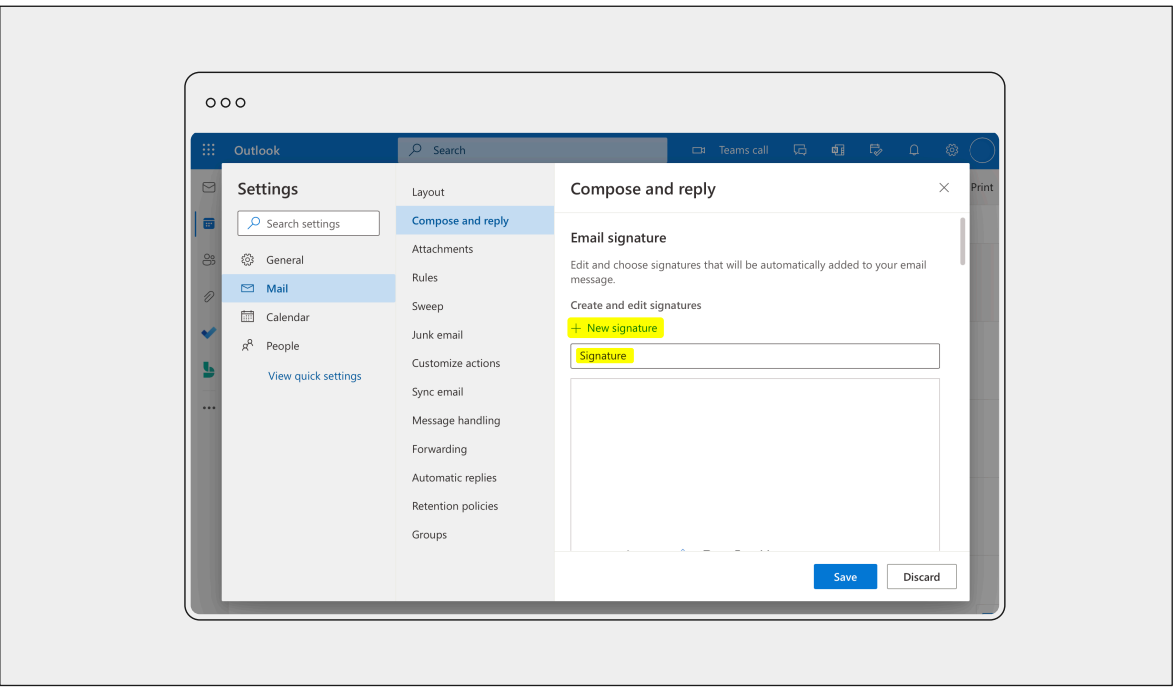 Outlook
Search
Teams call
Print
Settings
Search settings
General
Mail
Calendar
People
View quick settings
Layout
Compose and reply
Attachments
Rules
Sweep
Junk email
Customize actions
Sync email
Message handling
Forwarding
Automatic replies
Retention policies
Groups
Compose and reply
Email signature
Edit and choose signatures that will be automatically added to your email
message.
Create and edit signatures
+ New signature
Signature
Save
Discard